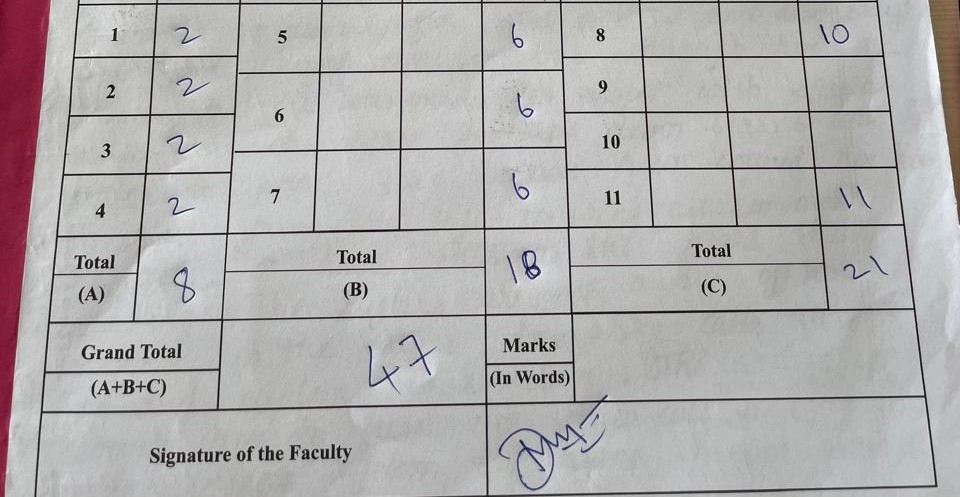 1 2 5 6 8 10
2 2 6 6 9
3 2 10
4 2 7 6 11 11
Total (A) 8 Total (B) 18 Total (C) 21
Grand Total (A+B+C) 47 Marks (In Words)
Signature of the Faculty